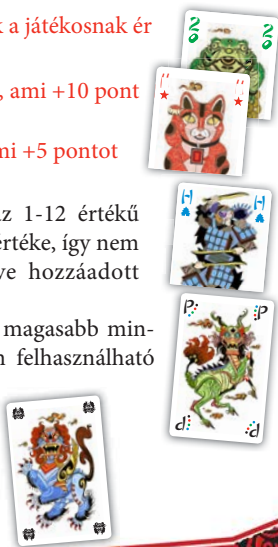 k a játékosnak ér
, ami +10 pont
mi +5 pontot
az 1-12 értékű
értéke, így nem
ve hozzáadott
magasabb min-
n felhasználható